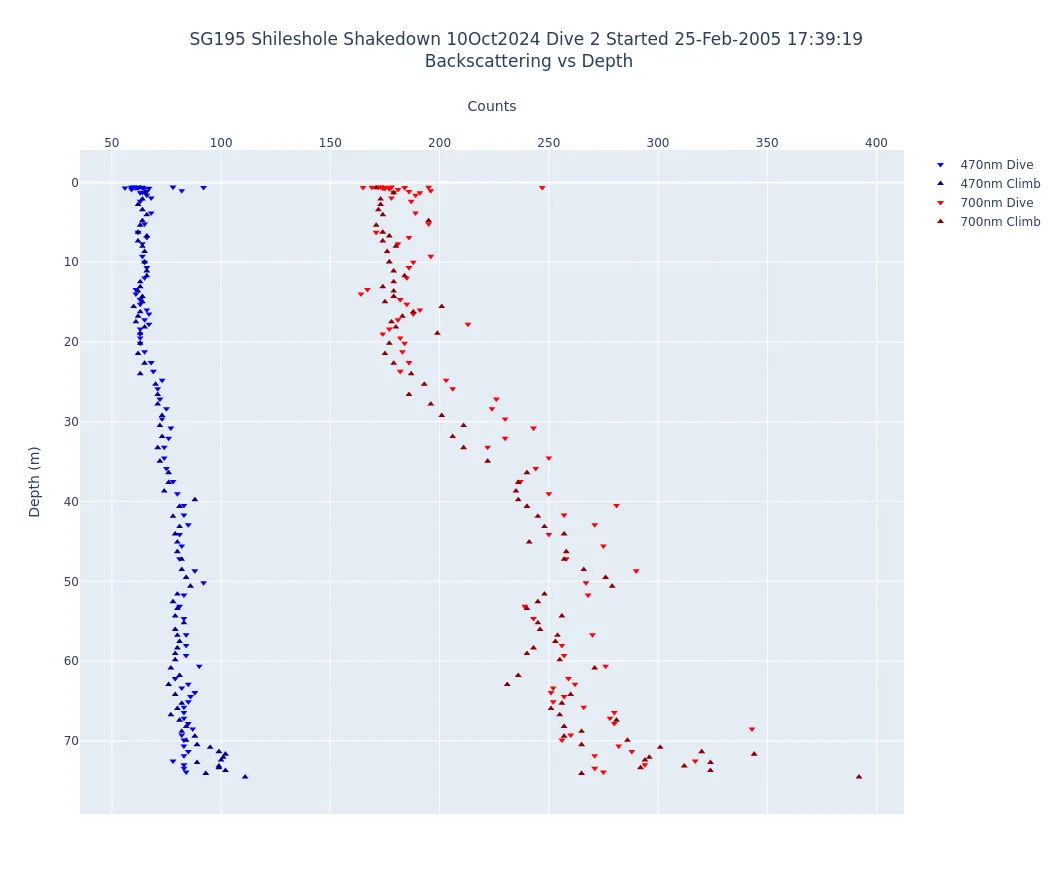 SG195 Shileshole Shakedown 10Oct2024 Dive 2 Started 25-Feb-2005 17:39:19
Backscattering vs Depth
Counts
50 100 150 200 250 300 350 400
470nm Dive
470nm Climb
700nm Dive
700nm Climb
Depth (m)
0
10
20
30
40
50
60
70